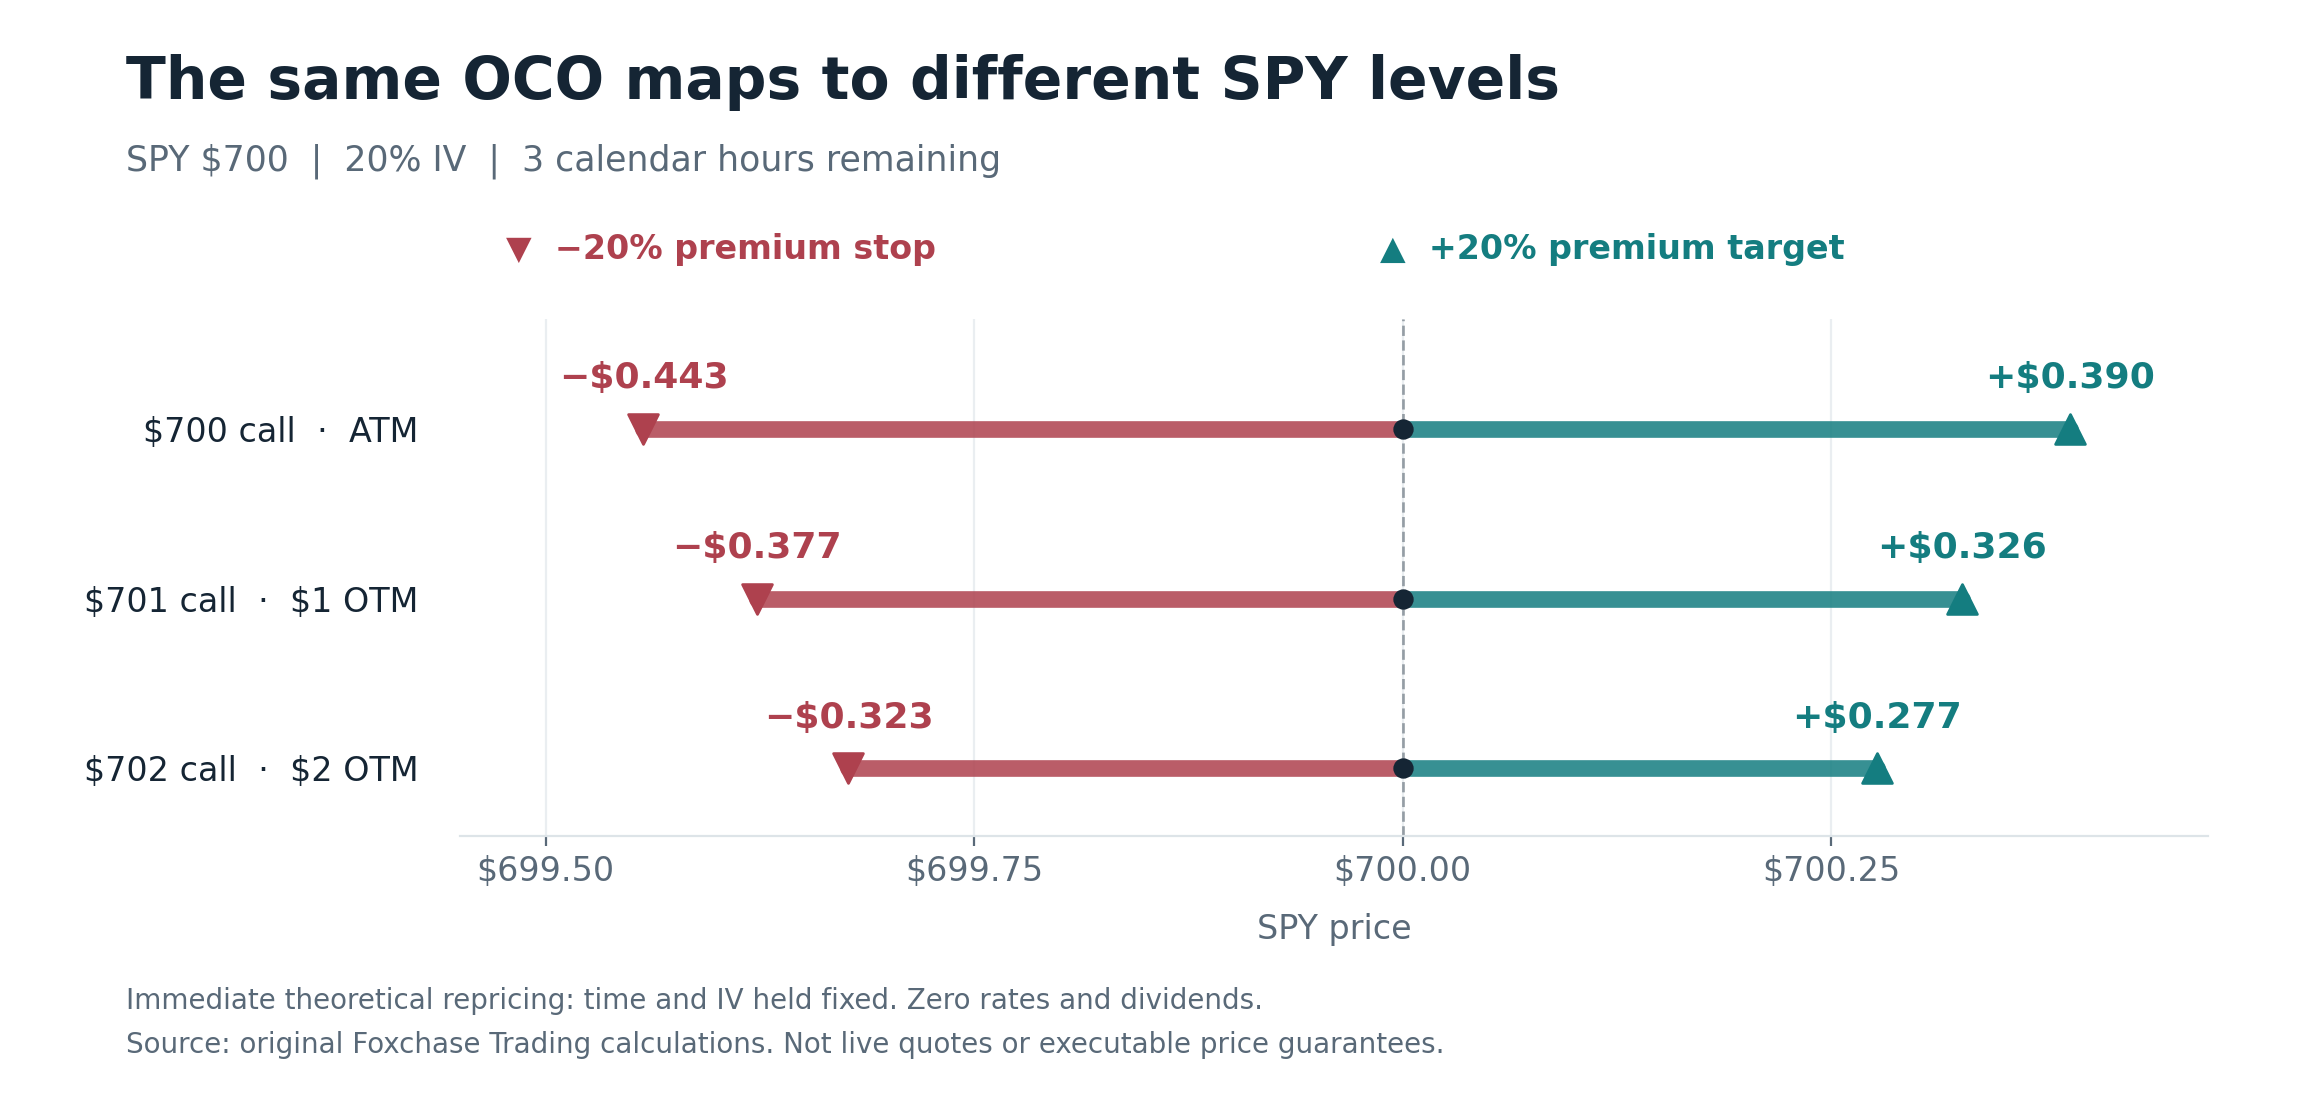 The same OCO maps to different SPY levels
SPY $700 | 20% IV | 3 calendar hours remaining
▼ −20% premium stop
▲ +20% premium target
−$0.443
+$0.390
$700 call · ATM
−$0.377
+$0.326
$701 call · $1 OTM
−$0.323
+$0.277
$702 call · $2 OTM
$699.50
$699.75
$700.00
$700.25
SPY price
Immediate theoretical repricing: time and IV held fixed. Zero rates and dividends.
Source: original Foxchase Trading calculations. Not live quotes or executable price guarantees.